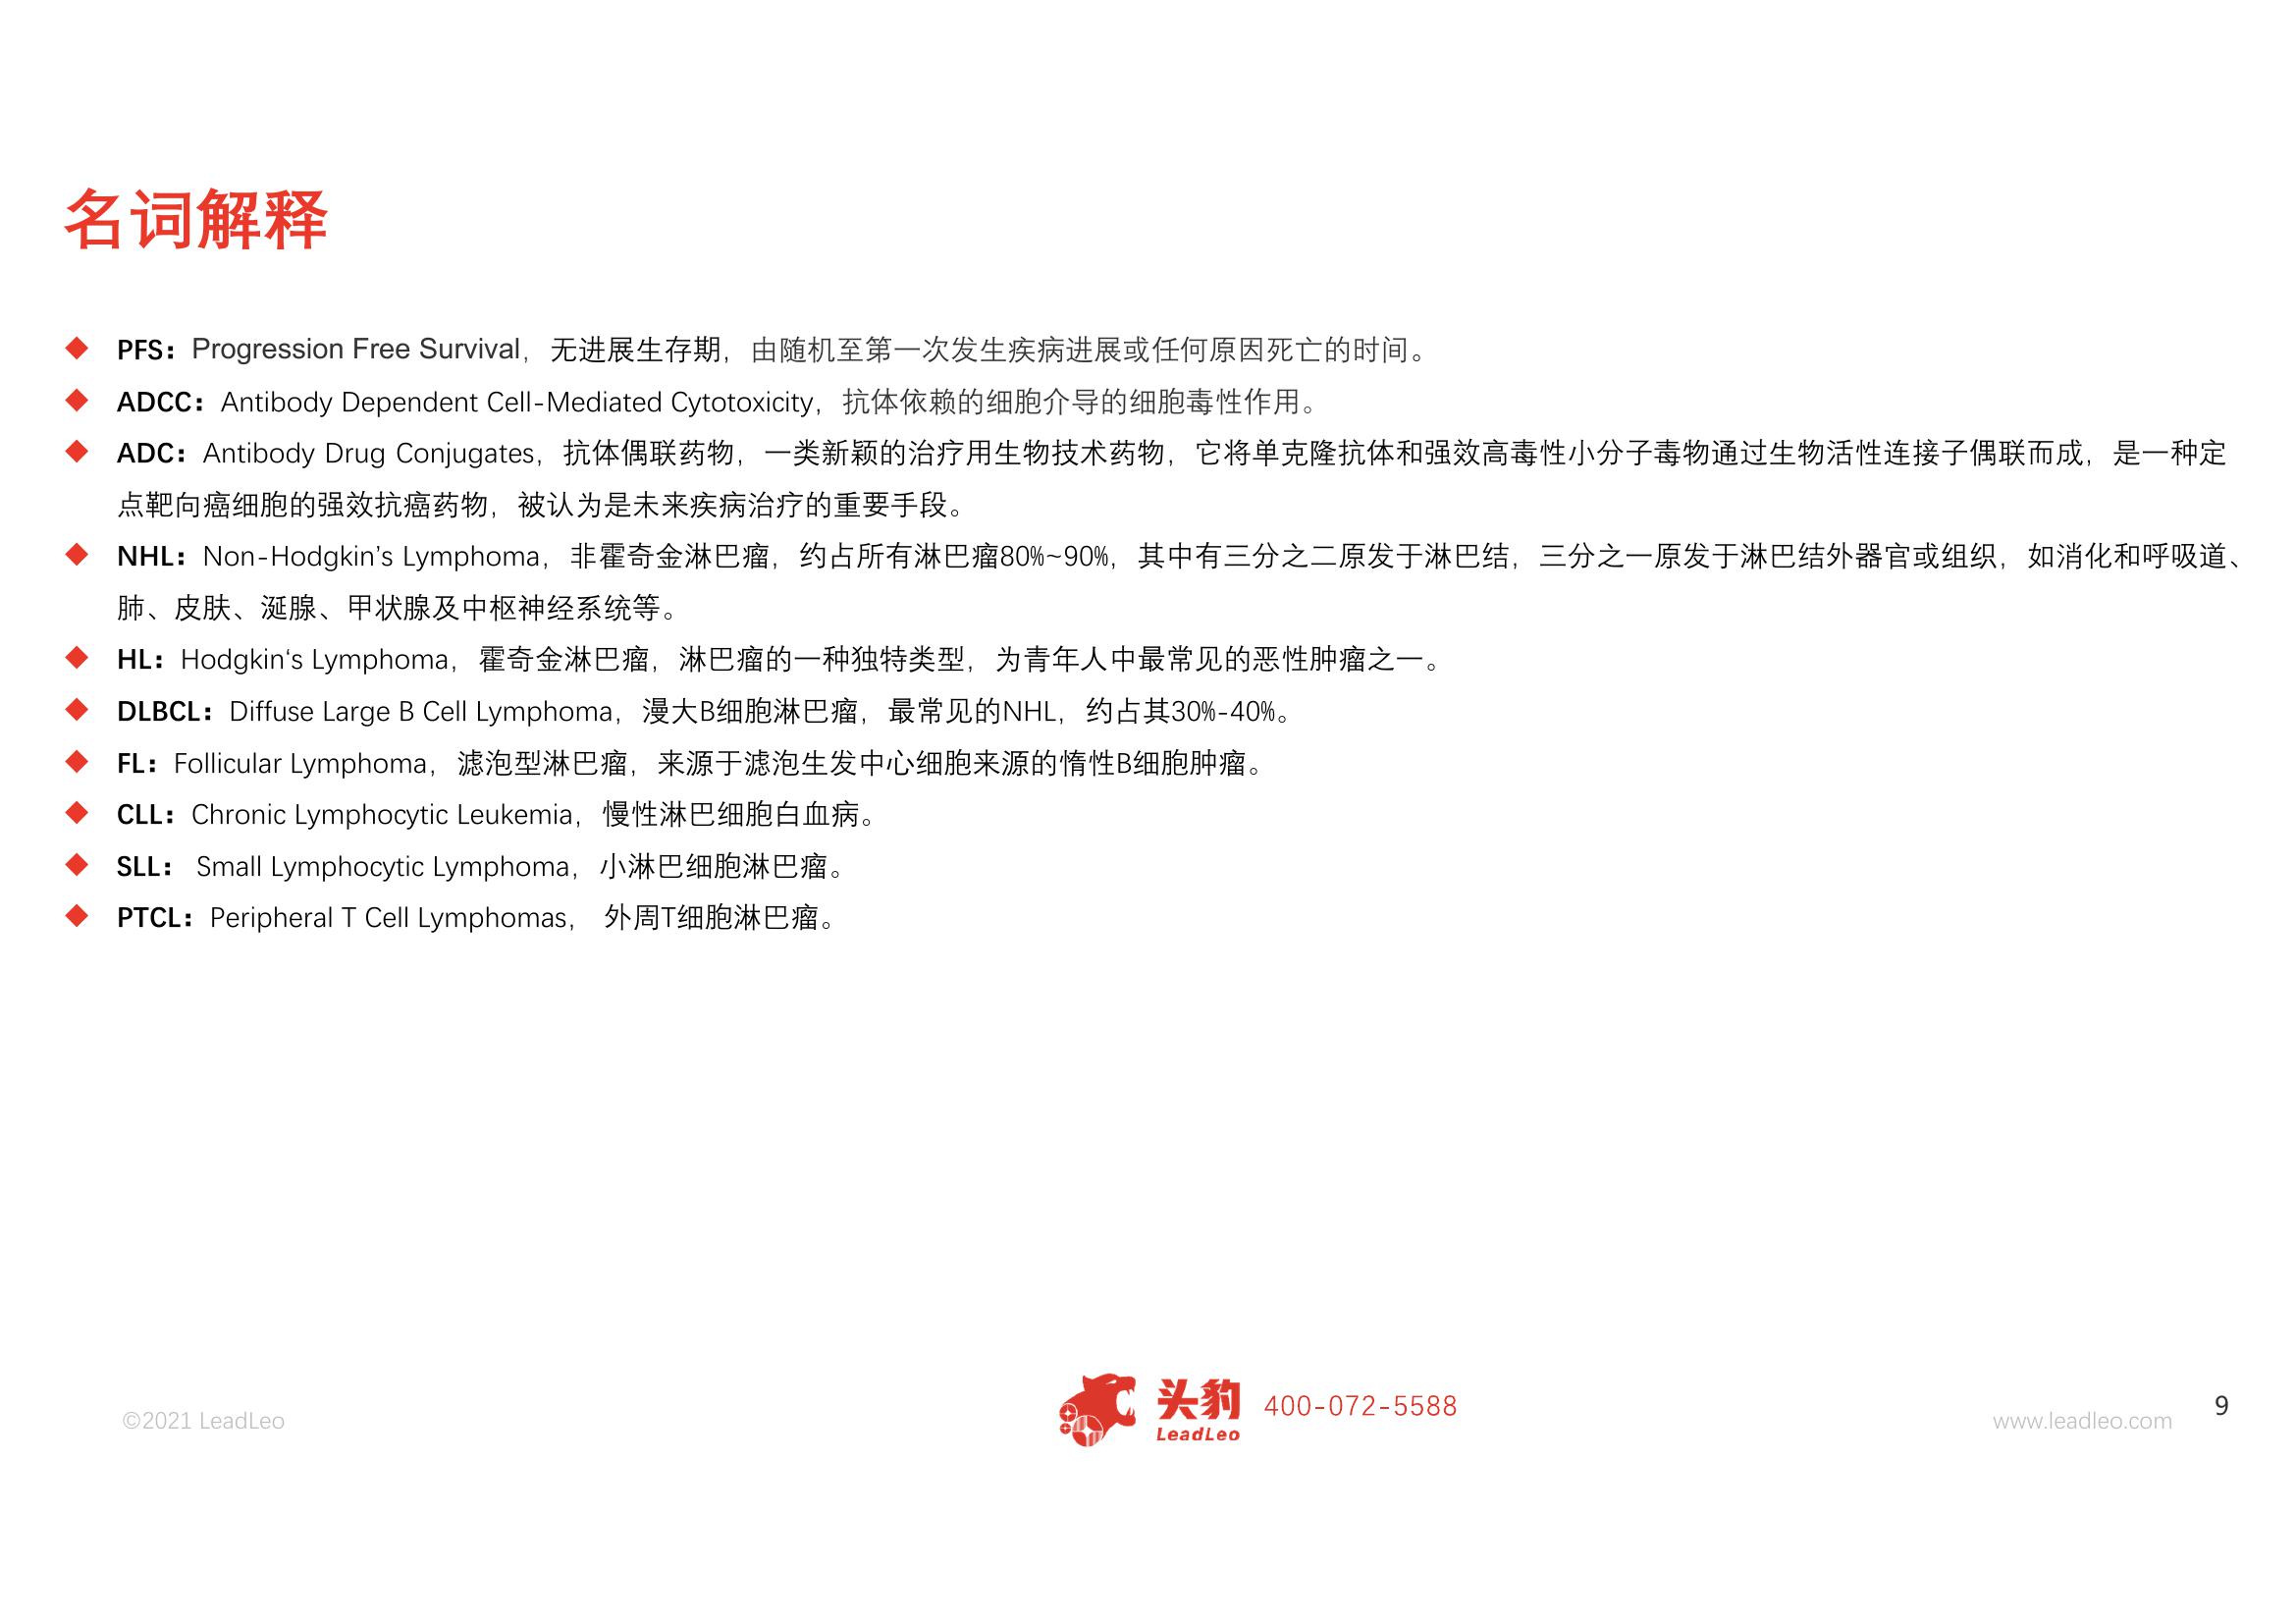 名词解释
◆ PFS：Progression Free Survival，无进展生存期，由随机至第一次发生疾病进展或任何原因死亡的时间。
◆ ADCC：Antibody Dependent Cell-Mediated Cytotoxicity，抗体依赖的细胞介导的细胞毒性作用。
◆ ADC：Antibody Drug Conjugates，抗体偶联药物，一类新颖的治疗用生物技术药物，它将单克隆抗体和强效高毒性小分子毒物通过生物活性连接子偶联而成，是一种定
点靶向癌细胞的强效抗癌药物，被认为是未来疾病治疗的重要手段。
◆ NHL：Non-Hodgkin’s Lymphoma，非霍奇金淋巴瘤，约占所有淋巴瘤80%~90%，其中有三分之二原发于淋巴结，三分之一原发于淋巴结外器官或组织，如消化和呼吸道、
肺、皮肤、涎腺、甲状腺及中枢神经系统等。
◆ HL：Hodgkin‘s Lymphoma，霍奇金淋巴瘤，淋巴瘤的一种独特类型，为青年人中最常见的恶性肿瘤之一。
◆ DLBCL：Diffuse Large B Cell Lymphoma，漫大B细胞淋巴瘤，最常见的NHL，约占其30%-40%。
◆ FL：Follicular Lymphoma，滤泡型淋巴瘤，来源于滤泡生发中心细胞来源的惰性B细胞肿瘤。
◆ CLL：Chronic Lymphocytic Leukemia，慢性淋巴细胞白血病。
◆ SLL： Small Lymphocytic Lymphoma，小淋巴细胞淋巴瘤。
◆ PTCL：Peripheral T Cell Lymphomas， 外周T细胞淋巴瘤。
©2021 LeadLeo
头豹
LeadLeo
400-072-5588
www.leadleo.com
9